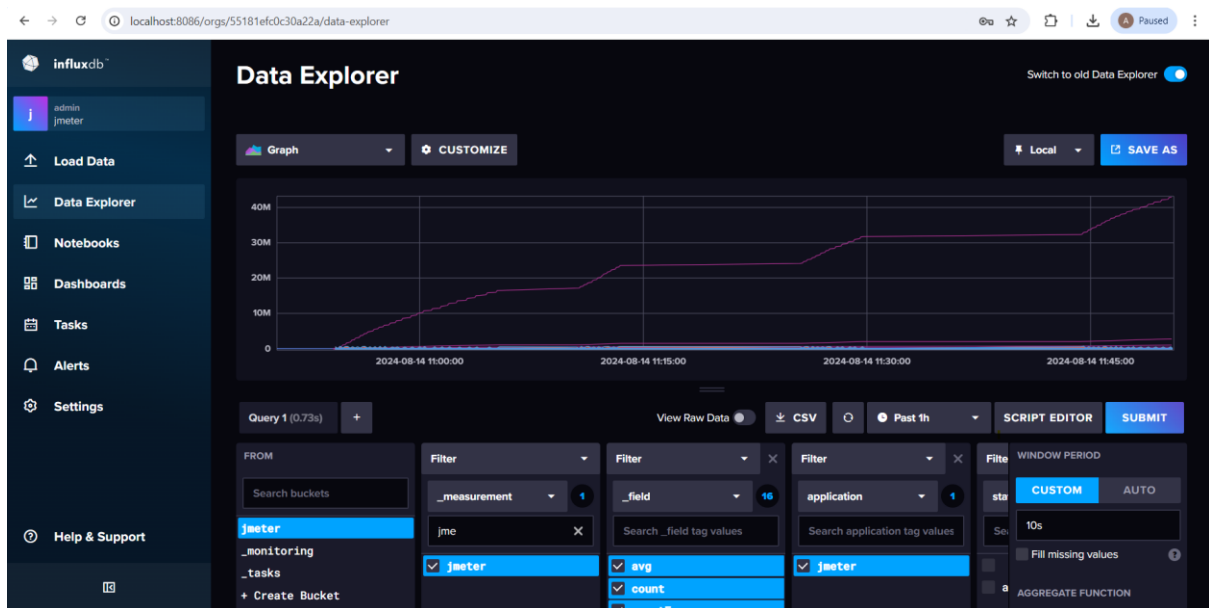 localhost:8086/orgs/55181efc0c30a22a/data-explorer
A Paused
influxdb™
j
admin
jmeter
Load Data
Data Explorer
Notebooks
Dashboards
Tasks
Alerts
Settings
Help & Support
Data Explorer
Switch to old Data Explorer
Graph
CUSTOMIZE
Local
SAVE AS
40M
30M
20M
10M
0
2024-08-14 11:00:00
2024-08-14 11:15:00
2024-08-14 11:30:00
2024-08-14 11:45:00
Query 1 (0.73s)
+
View Raw Data
CSV
Past 1h
SCRIPT EDITOR
SUBMIT
FROM
Search buckets
jmeter
_monitoring
_tasks
+ Create Bucket
Filter
_measurement
1
jme
jmeter
Filter
_field
16
Search _field tag values
avg
count
Filter
application
1
Search application tag values
jmeter
Filte
sta
Se
a
WINDOW PERIOD
CUSTOM
AUTO
10s
Fill missing values
?
AGGREGATE FUNCTION